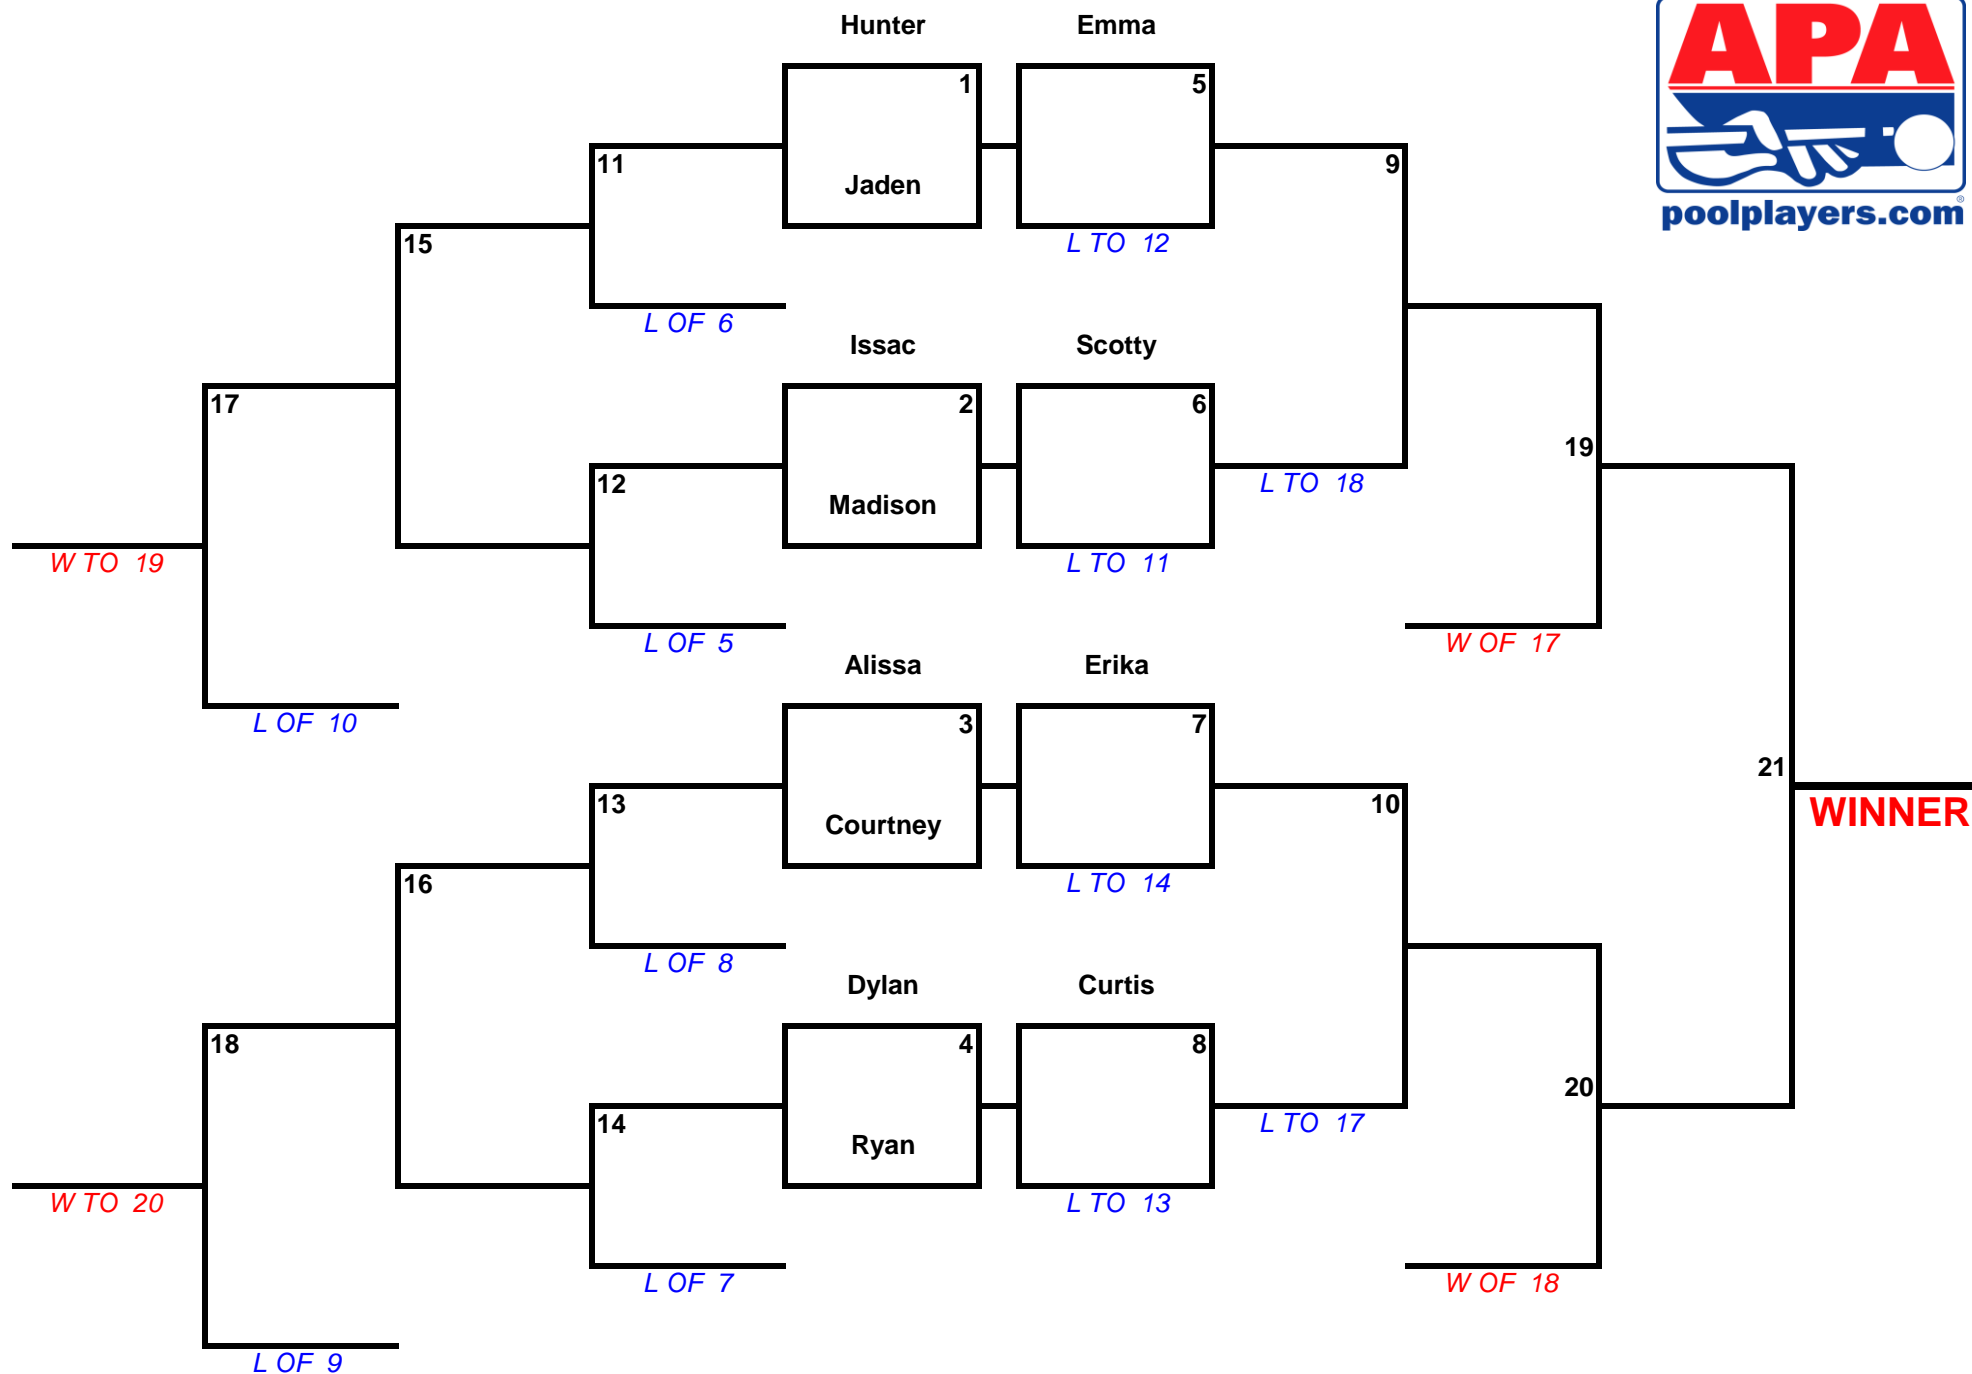 APA
poolplayers.com®
Hunter
Emma
1
5
11
9
Jaden
15
L TO 12
L OF 6
Issac
Scotty
17
2
6
19
12
L TO 18
Madison
W TO 19
L TO 11
L OF 5
W OF 17
Alissa
Erika
L OF 10
3
7
21
13
10
WINNER
Courtney
16
L TO 14
L OF 8
Dylan
Curtis
18
4
8
20
14
L TO 17
Ryan
W TO 20
L TO 13
L OF 7
W OF 18
L OF 9